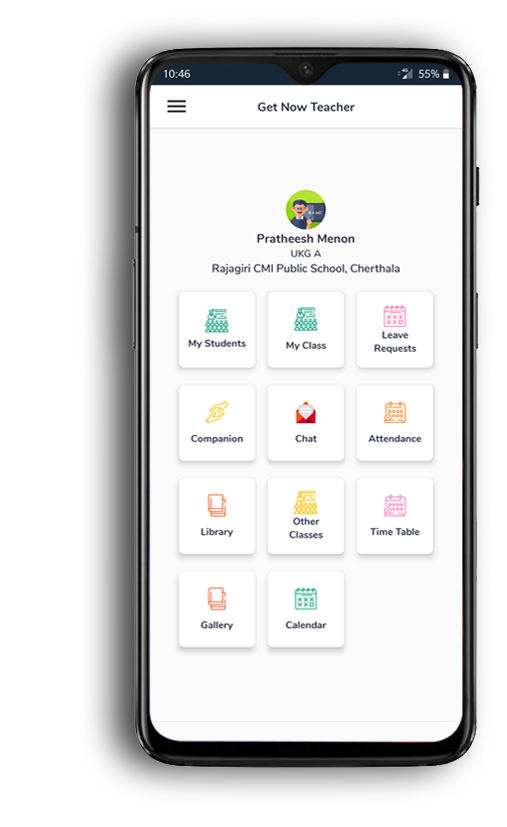 10:46 55%
Get Now Teacher
Pratheesh Menon
UKG A
Rajagiri CMI Public School, Cherthala
My Students
My Class
Leave
Requests
Companion
Chat
Attendance
Library
Other
Classes
Time Table
Gallery
Calendar